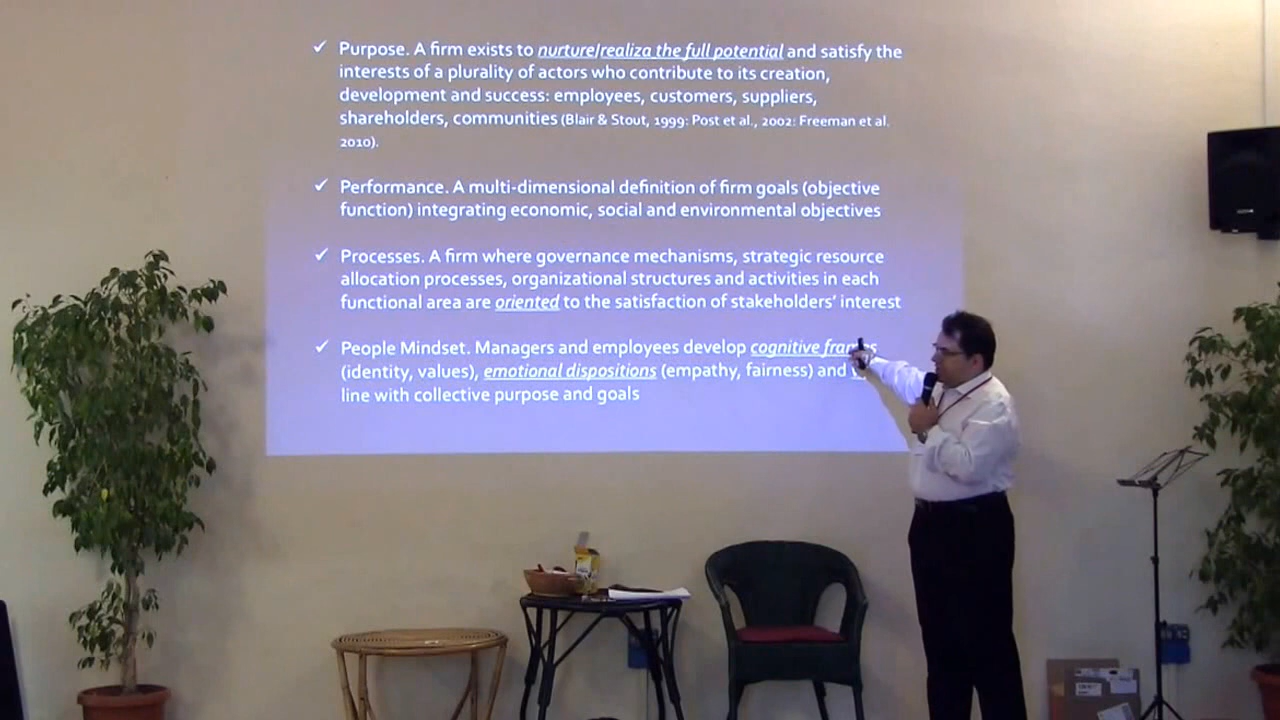 ✓ Purpose. A firm exists to nurture/realiza the full potential and satisfy the
interests of a plurality of actors who contribute to its creation,
development and success: employees, customers, suppliers,
shareholders, communities (Blair & Stout, 1999: Post et al., 2002: Freeman et al.
2010).
✓ Performance. A multi-dimensional definition of firm goals (objective
function) integrating economic, social and environmental objectives
✓ Processes. A firm where governance mechanisms, strategic resource
allocation processes, organizational structures and activities in each
functional area are oriented to the satisfaction of stakeholders' interest
✓ People Mindset. Managers and employees develop cognitive frames
(identity, values), emotional dispositions (empathy, fairness) and
line with collective purpose and goals